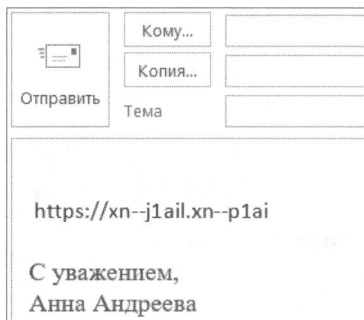 Кому...
Копия...
Отправить
Тема
https://xn--j1ail.xn--p1ai
С уважением,
Анна Андреева